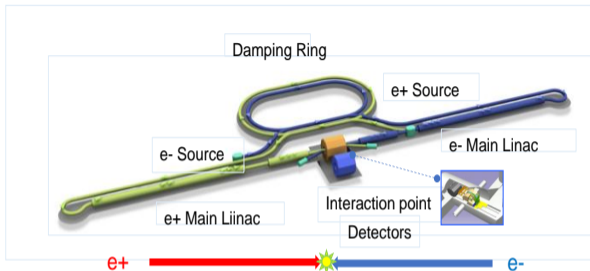 Damping Ring
e+ Source
e- Source
e- Main Linac
e+ Main Liinac
Interaction point
Detectors
e+
e-